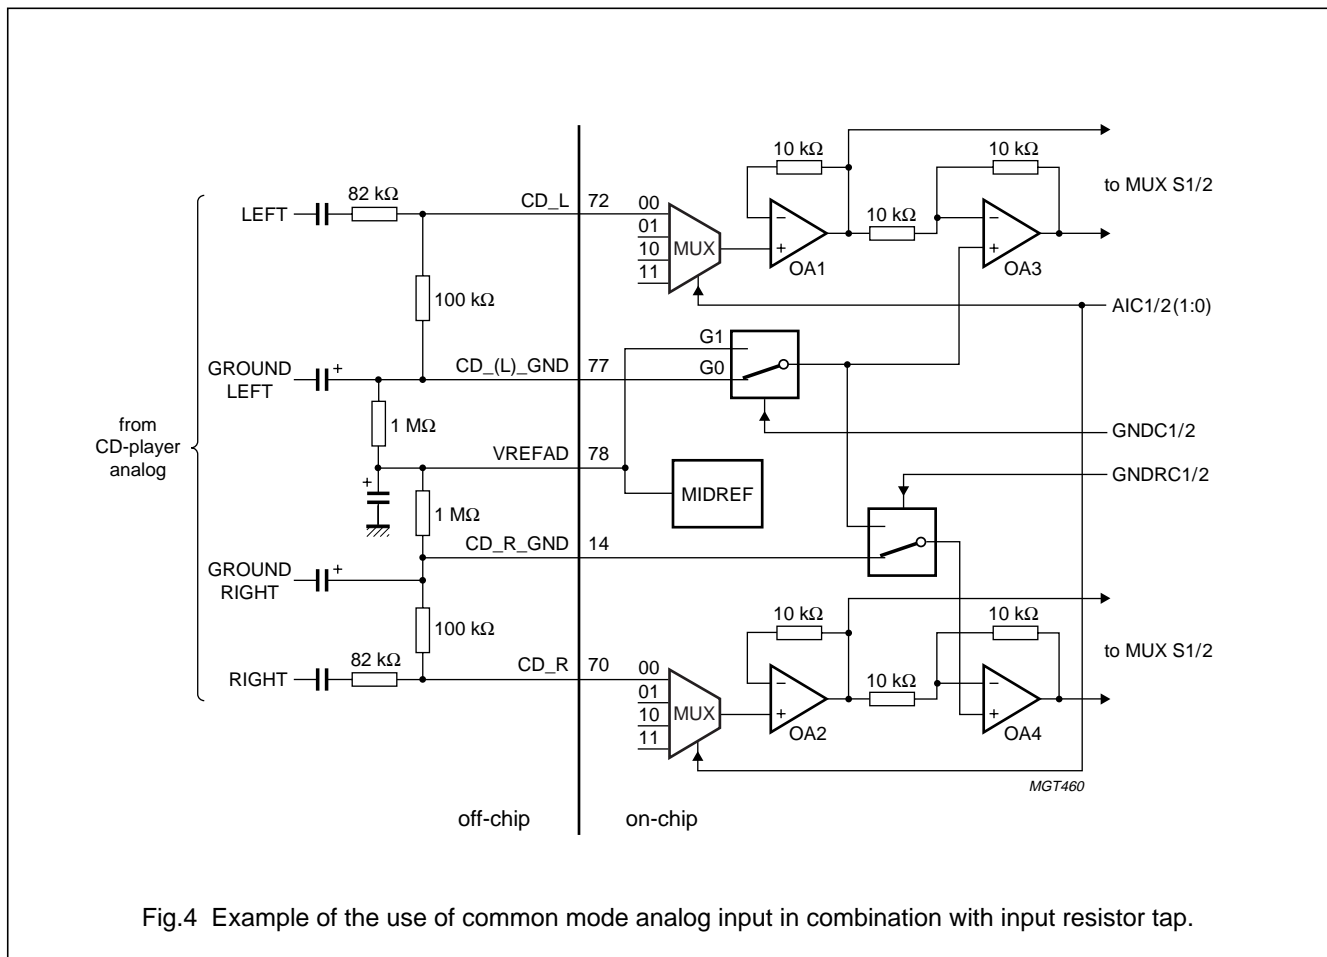 10 kΩ
10 kΩ
to MUX S1/2
82 kΩ
LEFT
CD_L
72
00
01
10
11
MUX
10 kΩ
OA1
OA3
−
+
−
+
100 kΩ
AIC1/2(1:0)
GROUND
LEFT
+
CD_(L)_GND
77
G1
G0
from
CD-player
analog
1 MΩ
GNDC1/2
VREFAD
78
MIDREF
GNDRC1/2
+
1 MΩ
CD_R_GND
14
GROUND
RIGHT
+
100 kΩ
10 kΩ
10 kΩ
to MUX S1/2
82 kΩ
RIGHT
CD_R
70
00
01
10
11
MUX
10 kΩ
−
+
−
+
OA2
OA4
MGT460
off-chip
on-chip
Fig.4 Example of the use of common mode analog input in combination with input resistor tap.